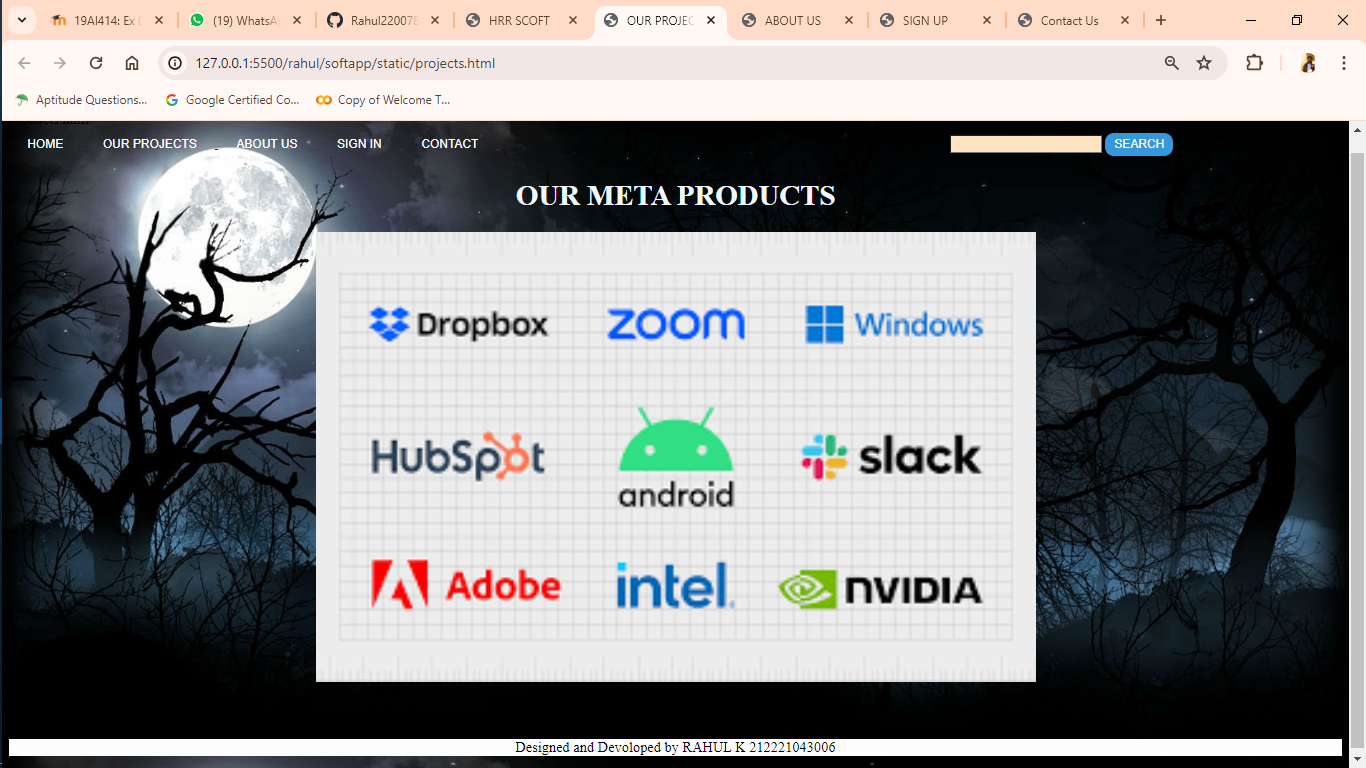 19AI414: Ex
(19) WhatsA
Rahul220078
HRR SCOFT
OUR PROJEC
ABOUT US
SIGN UP
Contact Us
127.0.0.1:5500/rahul/softapp/static/projects.html
Aptitude Questions...
Google Certified Co...
Copy of Welcome T...
HOME
OUR PROJECTS
ABOUT US
SIGN IN
CONTACT
SEARCH
OUR META PRODUCTS
Dropbox
zoom
Windows
HubSpot
android
slack
Adobe
intel.
NVIDIA
Designed and Devoloped by RAHUL K 212221043006